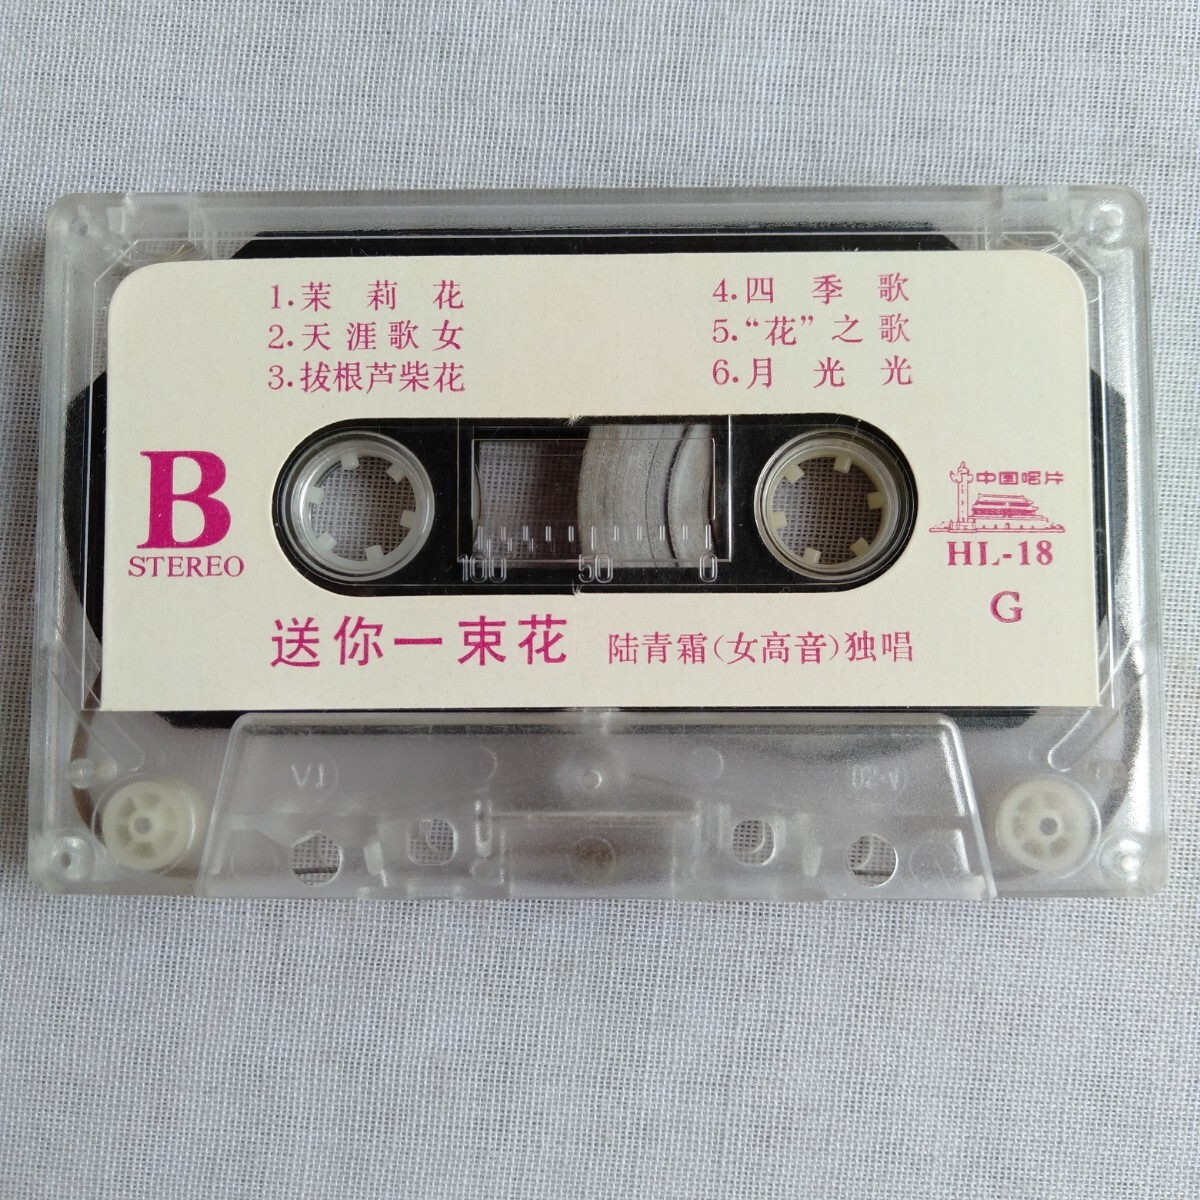 1.茉莉花
2.天涯歌女
3.拔根芦柴花
4.四季歌
5.“花”之歌
6.月光光
B
STEREO
100 50 0
中国唱片
HL-18
G
送你一束花 陆青霜(女高音)独唱
VJ